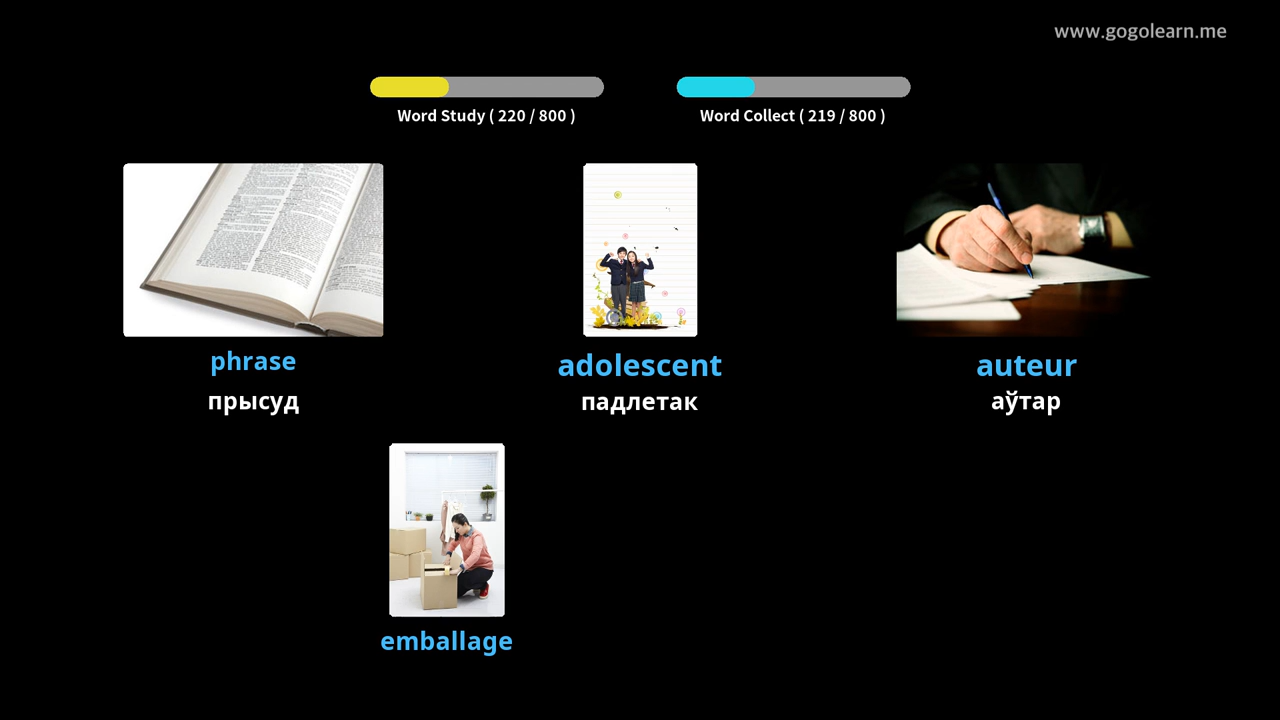 www.gogolearn.me
Word Study ( 220 / 800 )
Word Collect ( 219 / 800 )
phrase
прысуд
adolescent
падлетак
auteur
аўтар
emballage